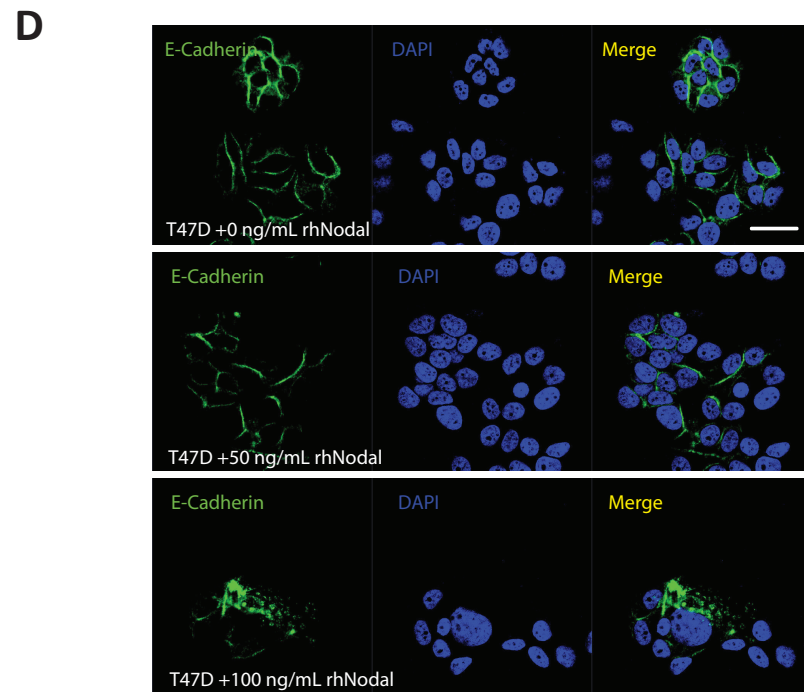 D
E-Cadherin DAPI Merge
T47D +0 ng/mL rhNodal
E-Cadherin DAPI Merge
T47D +50 ng/mL rhNodal
E-Cadherin DAPI Merge
T47D +100 ng/mL rhNodal